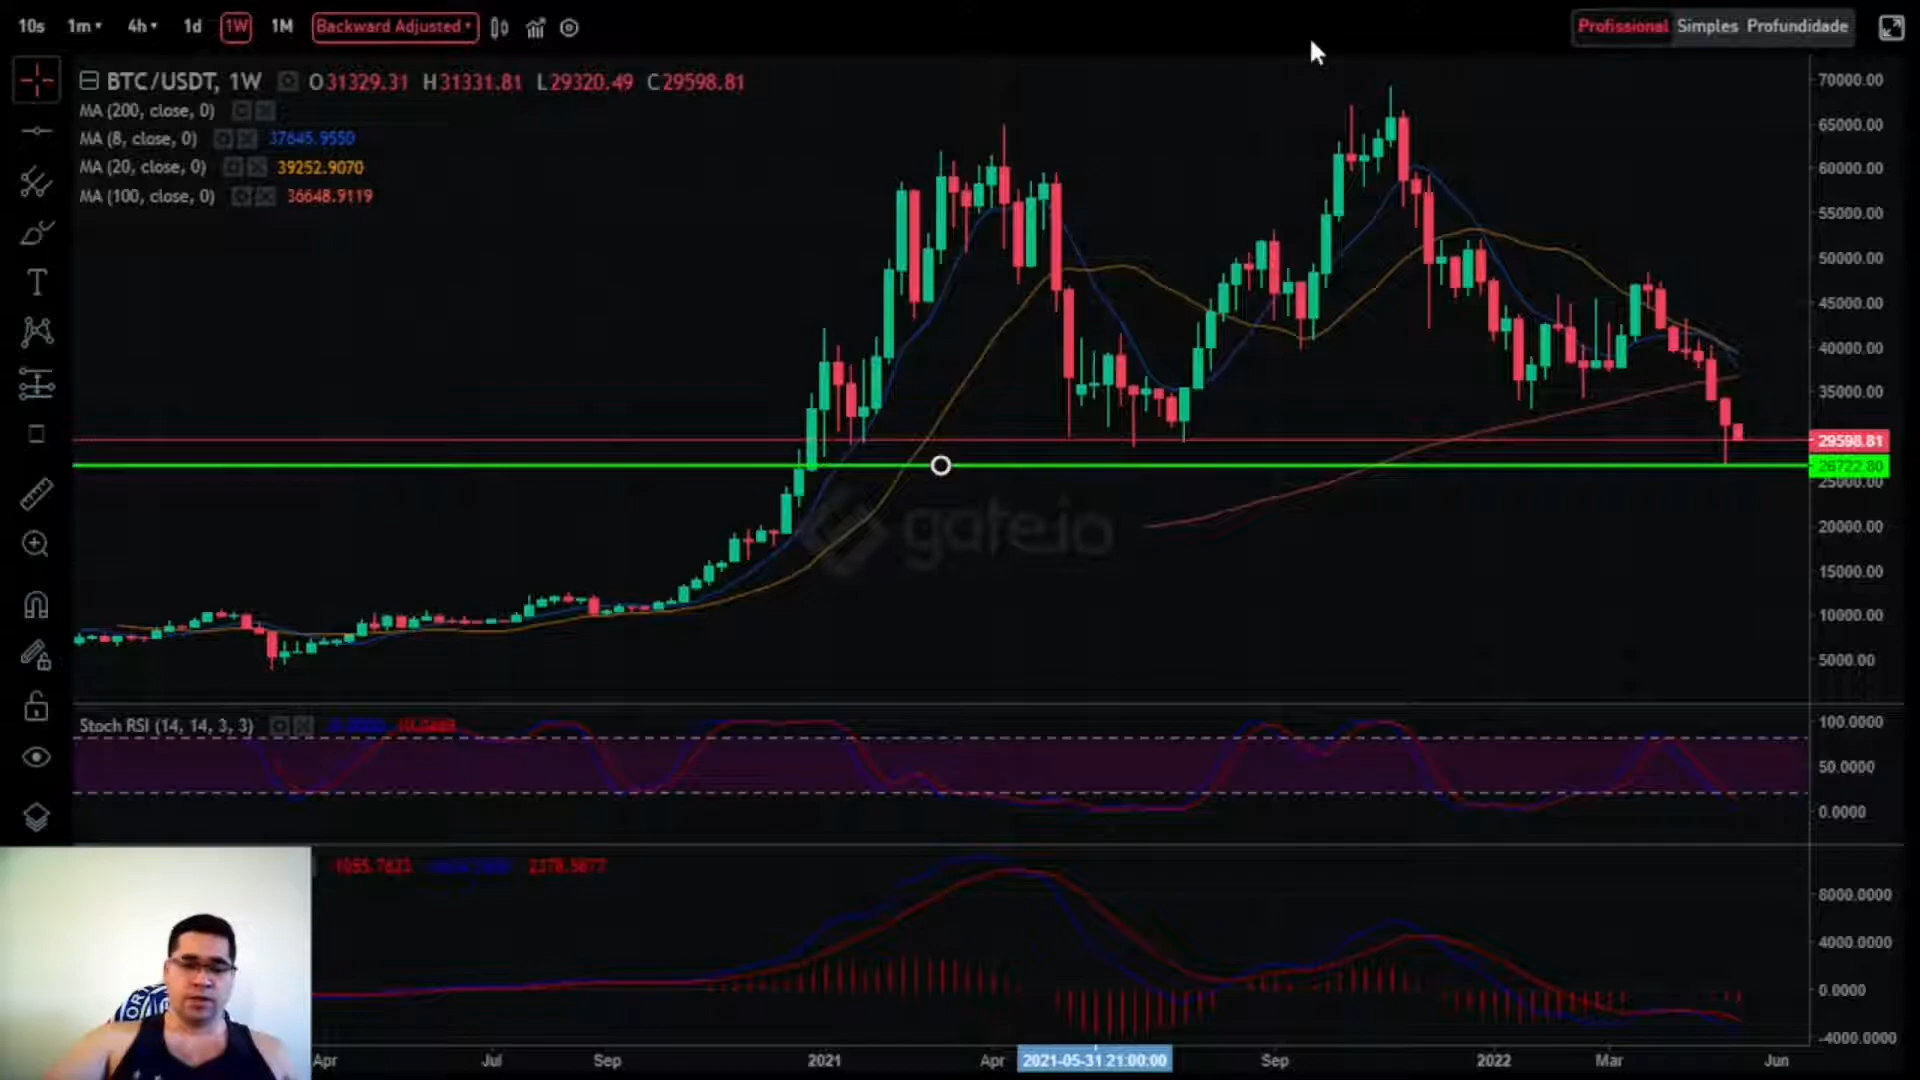 10s 1m 4h 1d 1W 1M Backward Adjusted Profissional Simples Profundidade
BTC/USDT, 1W O31329.31 H31331.81 L29320.49 C29598.81
MA (200, close, 0)
MA (8, close, 0) 37645.9550
MA (20, close, 0) 39252.9070
MA (100, close, 0) 36648.9119
70000.00
65000.00
60000.00
55000.00
50000.00
45000.00
40000.00
35000.00
29598.81
26722.80
25000.00
20000.00
15000.00
10000.00
5000.00
gate.io
Stoch RSI (14, 14, 3, 3)
100.0000
50.0000
0.0000
2378.5877
8000.0000
4000.0000
0.0000
-4000.0000
Apr Jul Sep 2021 Apr 2021-05-31 21:00:00 Sep 2022 Mar Jun